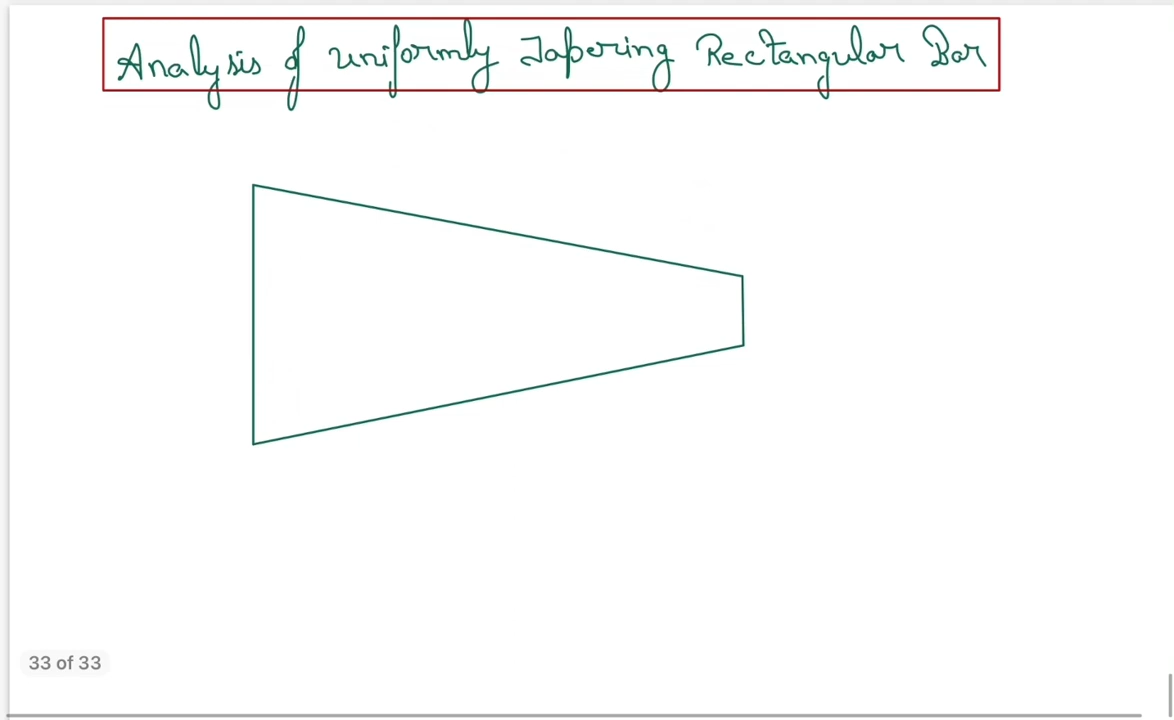 Analysis of uniformly Tapering Rectangular Bar
33 of 33